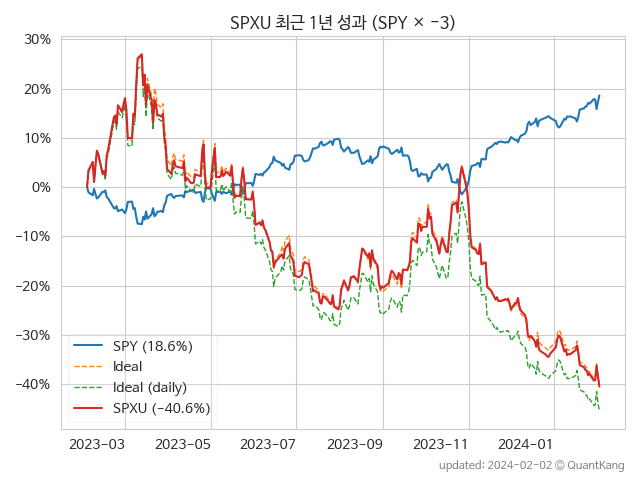 SPXU 최근 1년 성과 (SPY × −3)
30%
20%
10%
0%
−10%
−20%
−30%
−40%
SPY (18.6%)
Ideal
Ideal (daily)
SPXU (−40.6%)
2023−03 2023−05 2023−07 2023−09 2023−11 2024−01
updated: 2024−02−02 © QuantKang